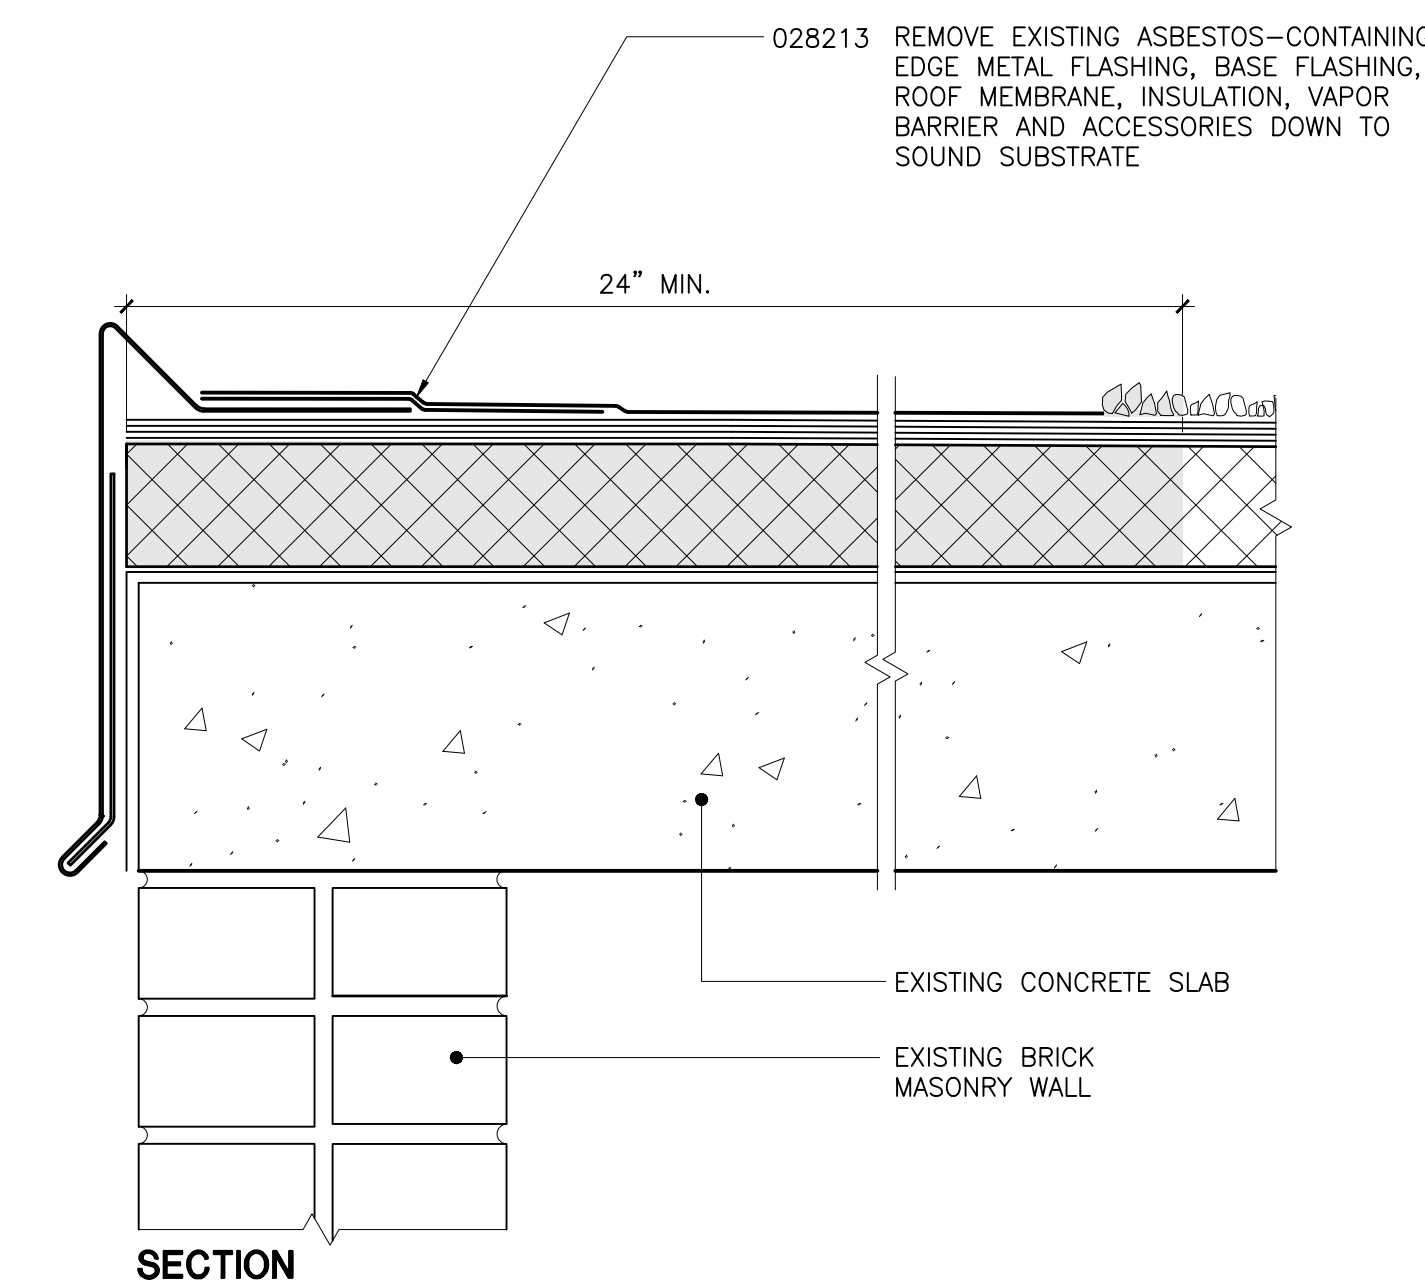 028213 REMOVE EXISTING ASBESTOS-CONTAINING
EDGE METAL FLASHING, BASE FLASHING,
ROOF MEMBRANE, INSULATION, VAPOR
BARRIER AND ACCESSORIES DOWN TO
SOUND SUBSTRATE
24" MIN.
EXISTING CONCRETE SLAB
EXISTING BRICK
MASONRY WALL
SECTION